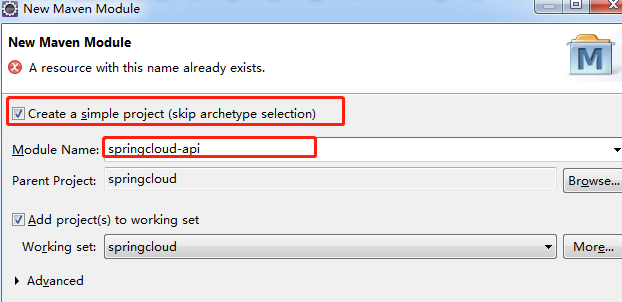 New Maven Module
New Maven Module
A resource with this name already exists.
Create a simple project (skip archetype selection)
Module Name: springcloud-api
Parent Project: springcloud Browse...
Add project(s) to working set
Working set: springcloud More...
Advanced